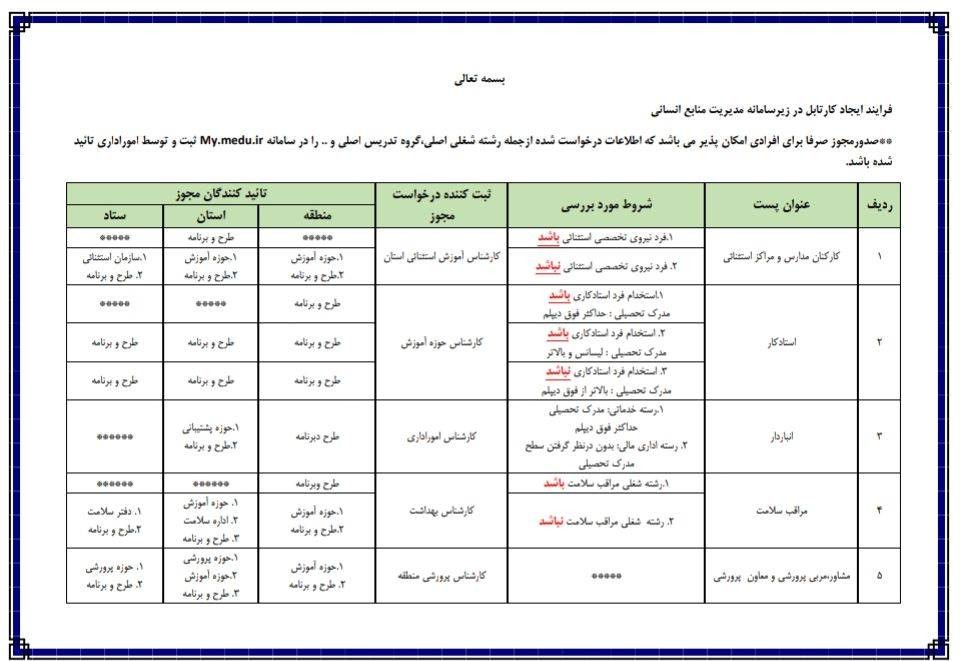 بسمه تعالی
فرایند ایجاد کارتابل در زیرسامانه مدیریت منابع انسانی
**صدورمجوز صرفا برای افرادی امکان پذیر می باشد که اطلاعات درخواست شده ازجمله رشته شغلی اصلی،گروه تدریس اصلی و .. را در سامانه My.medu.ir ثبت و توسط اموراداری تائید
شده باشد.
ردیف عنوان پست شروط مورد بررسی ثبت کننده درخواست مجوز تائید کنندگان مجوز
منطقه استان ستاد
۱ کارکنان مدارس و مراکز استثنائی ۱.فرد نیروی تخصصی استثنائی باشد کارشناس آموزش استثنائی استان ***** طرح و برنامه *****
۲. فرد نیروی تخصصی استثنائی نباشد ۱.حوزه آموزش ۱.حوزه آموزش ۱.سازمان استثنائی
۲.طرح و برنامه ۲.طرح و برنامه ۲. طرح و برنامه
۲ استادکار کارشناس حوزه آموزش
۱.استخدام فرد استادکاری باشد طرح و برنامه ***** *****
مدرک تحصیلی : حداکثر فوق دیپلم
۲. استخدام فرد استادکاری باشد طرح و برنامه طرح و برنامه طرح و برنامه
مدرک تحصیلی : لیسانس و بالاتر
۳. استخدام فرد استادکاری نباشد طرح و برنامه طرح و برنامه طرح و برنامه
مدرک تحصیلی : بالاتر از فوق دیپلم
۳ انباردار کارشناس اموراداری
۱.رسته خدماتی: مدرک تحصیلی طرح دبرنامه ۱.حوزه پشتیبانی ******
حداکثر فوق دیپلم ۲.طرح و برنامه
۲. رسته اداری مالی: بدون درنظر گرفتن سطح
مدرک تحصیلی
۴ مراقب سلامت کارشناس بهداشت
۱.رشته شغلی مراقب سلامت باشد طرح وبرنامه ****** ******
۲. رشته شغلی مراقب سلامت نباشد ۱.حوزه آموزش ۱. حوزه آموزش ۱. دفتر سلامت
۲.طرح و برنامه ۲. اداره سلامت ۲.طرح و برنامه
۳. طرح و برنامه
۵ مشاور،مربی پرورشی و معاون پرورشی ***** کارشناس پرورشی منطقه
۱.حوزه آموزش ۱.حوزه پرورشی ۱. حوزه پرورشی
۲. طرح و برنامه ۲.حوزه آموزش ۲. طرح و برنامه
۳. طرح و برنامه